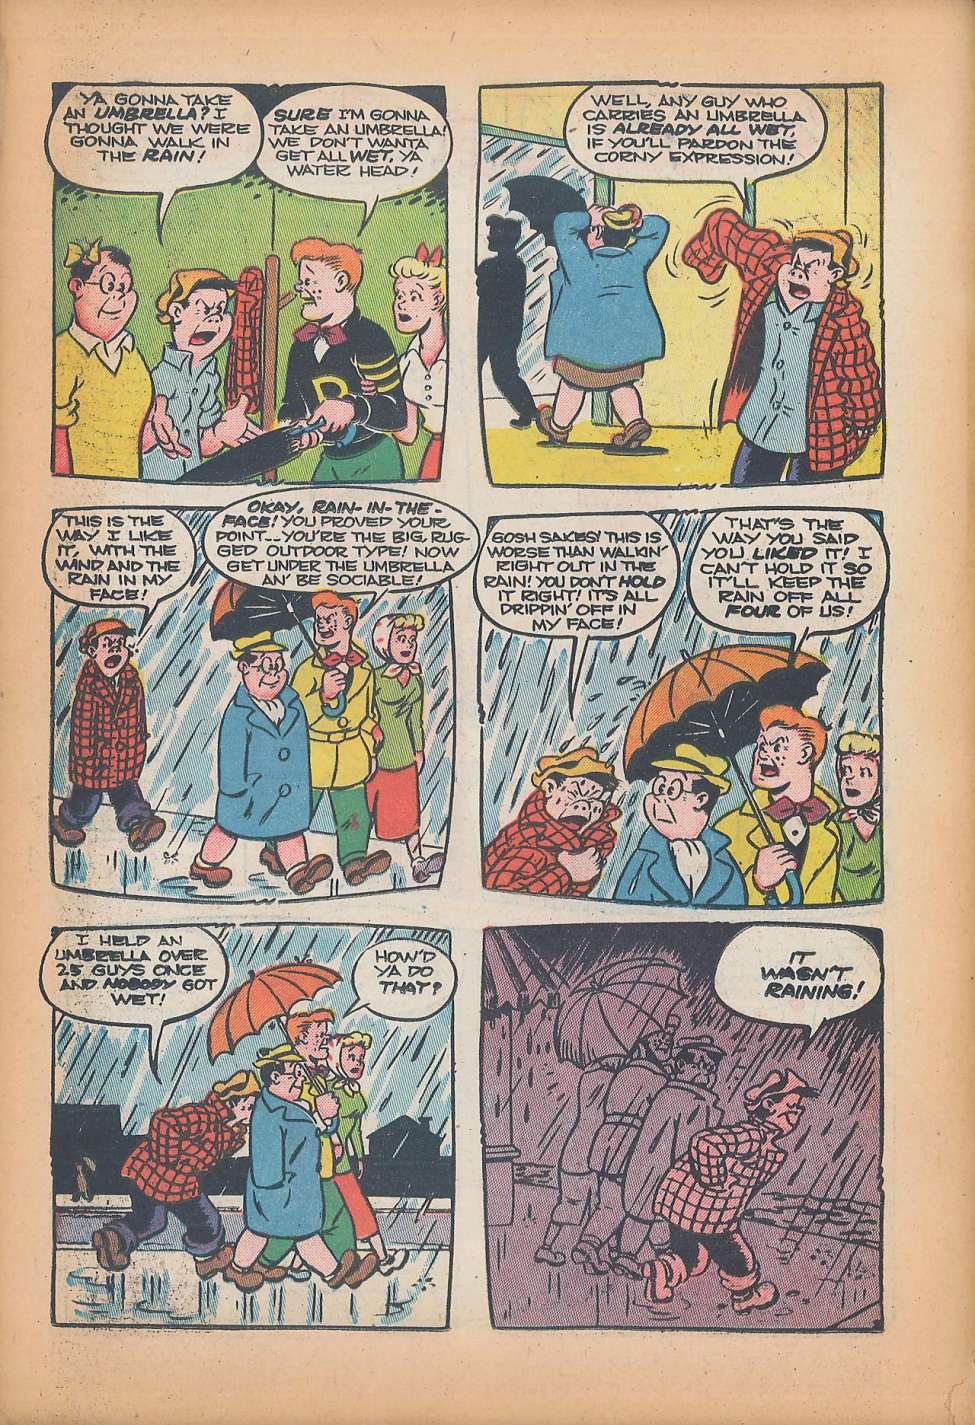 YA GONNA TAKE
AN UMBRELLA? I
THOUGHT WE WERE
GONNA WALK IN
THE RAIN!
SURE I'M GONNA
TAKE AN UMBRELLA!
WE DON'T WANTA
GET ALL WET, YA
WATER HEAD!
R
WELL, ANY GUY WHO
CARRIES AN UMBRELLA
IS ALREADY ALL WET,
IF YOU'LL PARDON THE
CORNY EXPRESSION!
THIS IS THE
WAY I LIKE
IT, WITH THE
WIND AND THE
RAIN IN MY
FACE!
OKAY, RAIN-IN-THE-
FACE! YOU PROVED YOUR
POINT--YOU'RE THE BIG, RUG-
GED OUTDOOR TYPE! NOW
GET UNDER THE UMBRELLA
AN' BE SOCIABLE!
GOSH SAKES! THIS IS
WORSE THAN WALKIN'
RIGHT OUT IN THE
RAIN! YOU DON'T HOLD
IT RIGHT! IT'S ALL
DRIPPIN' OFF IN
MY FACE!
THAT'S THE
WAY YOU SAID
YOU LIKED IT! I
CAN'T HOLD IT SO
IT'LL KEEP THE
RAIN OFF ALL
FOUR OF US!
I HELD AN
UMBRELLA OVER
25 GUYS ONCE
AND NOBODY GOT
WET!
HOW'D
YA DO
THAT?
IT
WASN'T
RAINING!